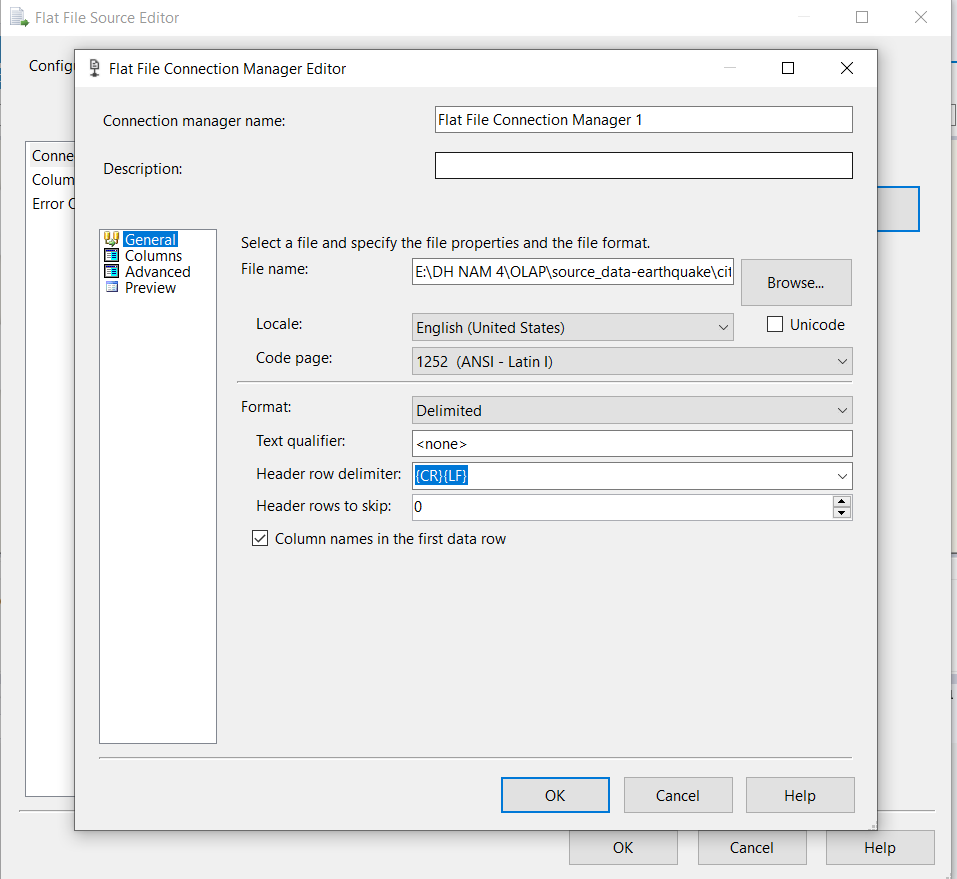 Flat File Source Editor
Config
Flat File Connection Manager Editor
Connection manager name:
Flat File Connection Manager 1
Description:
Conne
Colum
Error C
General
Columns
Advanced
Preview
Select a file and specify the file properties and the file format.
File name:
E:\DH NAM 4\OLAP\source_data-earthquake\cit
Browse...
Locale:
English (United States)
Unicode
Code page:
1252 (ANSI - Latin I)
Format:
Delimited
Text qualifier:
<none>
Header row delimiter:
{CR}{LF}
Header rows to skip:
0
Column names in the first data row
OK
Cancel
Help
OK
Cancel
Help